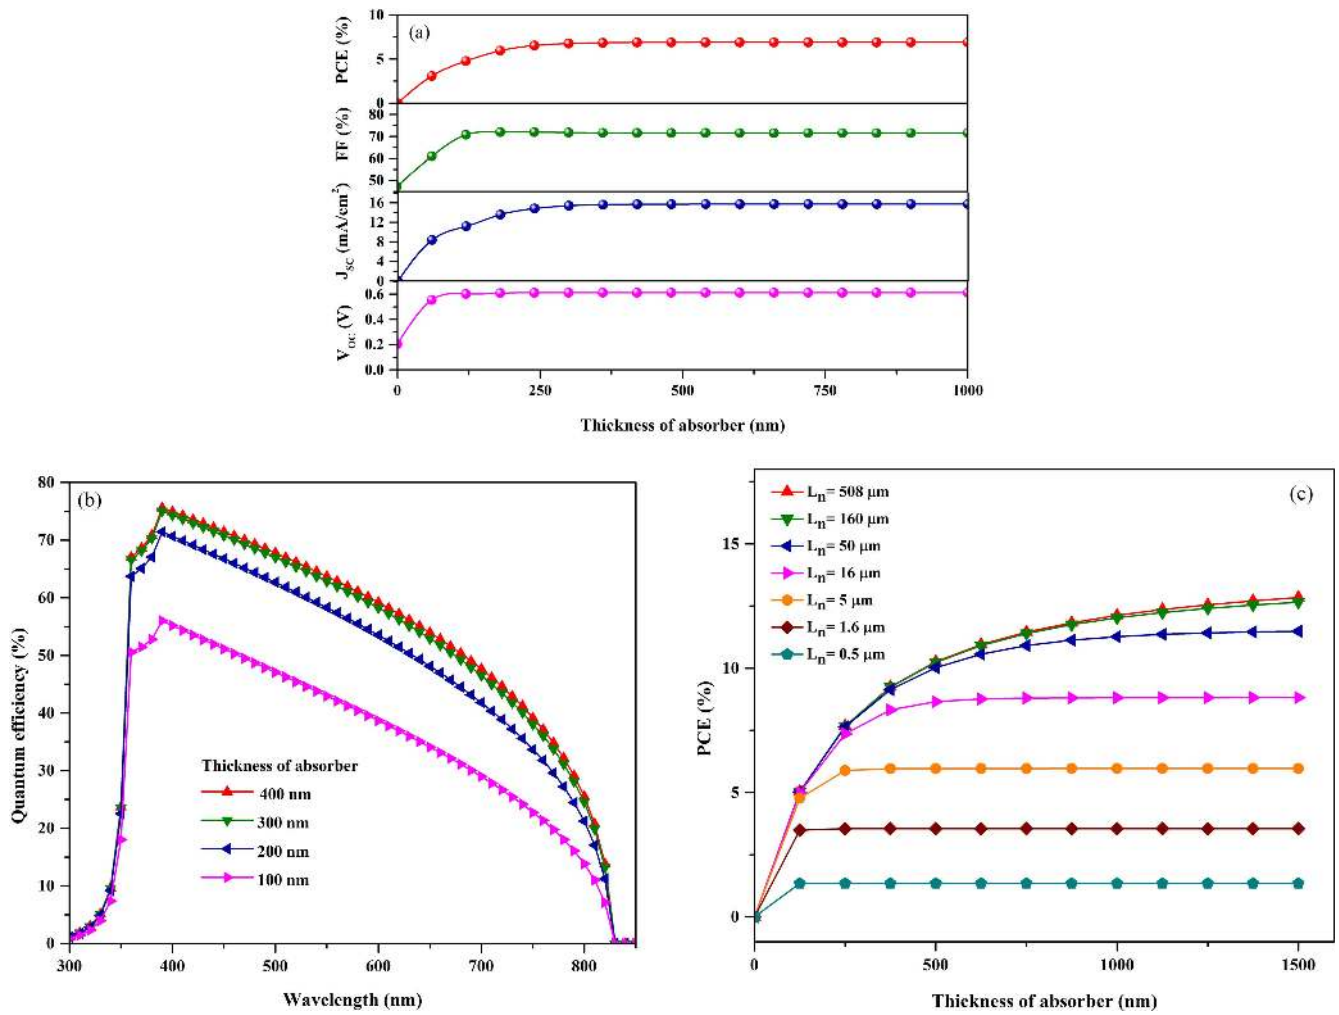 (a)
PCE (%)
10
5
0
FF (%)
80
70
60
50
J_SC (mA/cm²)
16
12
8
4
0
V_OC (V)
0.6
0.4
0.2
0.0
0 250 500 750 1000
Thickness of absorber (nm)
(b)
Quantum efficiency (%)
80
70
60
50
40
30
20
10
0
Thickness of absorber
400 nm
300 nm
200 nm
100 nm
300 400 500 600 700 800
Wavelength (nm)
(c)
L_n= 508 μm
L_n= 160 μm
L_n= 50 μm
L_n= 16 μm
L_n= 5 μm
L_n= 1.6 μm
L_n= 0.5 μm
PCE (%)
15
10
5
0
0 500 1000 1500
Thickness of absorber (nm)